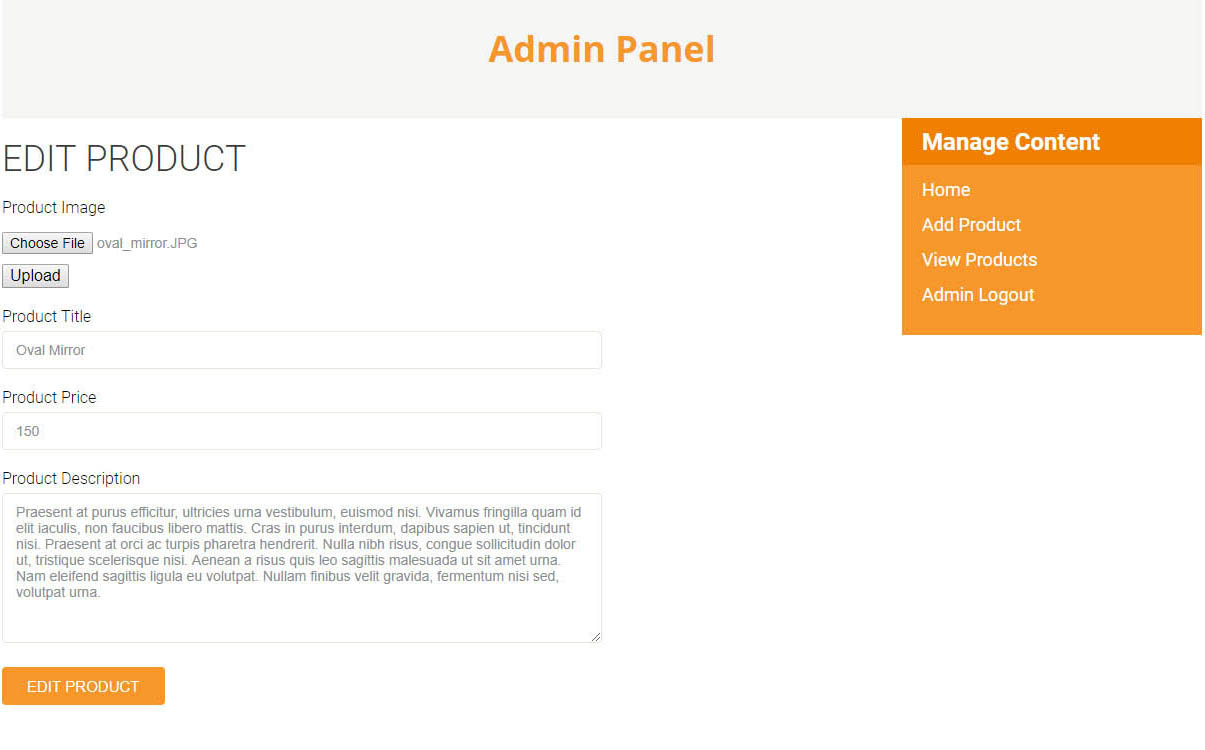 Admin Panel
EDIT PRODUCT
Product Image
Choose File oval_mirror.JPG
Upload
Product Title
Oval Mirror
Product Price
150
Product Description
Praesent at purus efficitur, ultricies urna vestibulum, euismod nisi. Vivamus fringilla quam id
elit iaculis, non faucibus libero mattis. Cras in purus interdum, dapibus sapien ut, tincidunt
nisi. Praesent at orci ac turpis pharetra hendrerit. Nulla nibh risus, congue sollicitudin dolor
ut, tristique scelerisque nisi. Aenean a risus quis leo sagittis malesuada ut sit amet urna.
Nam eleifend sagittis ligula eu volutpat. Nullam finibus velit gravida, fermentum nisi sed,
volutpat urna.
EDIT PRODUCT
Manage Content
Home
Add Product
View Products
Admin Logout